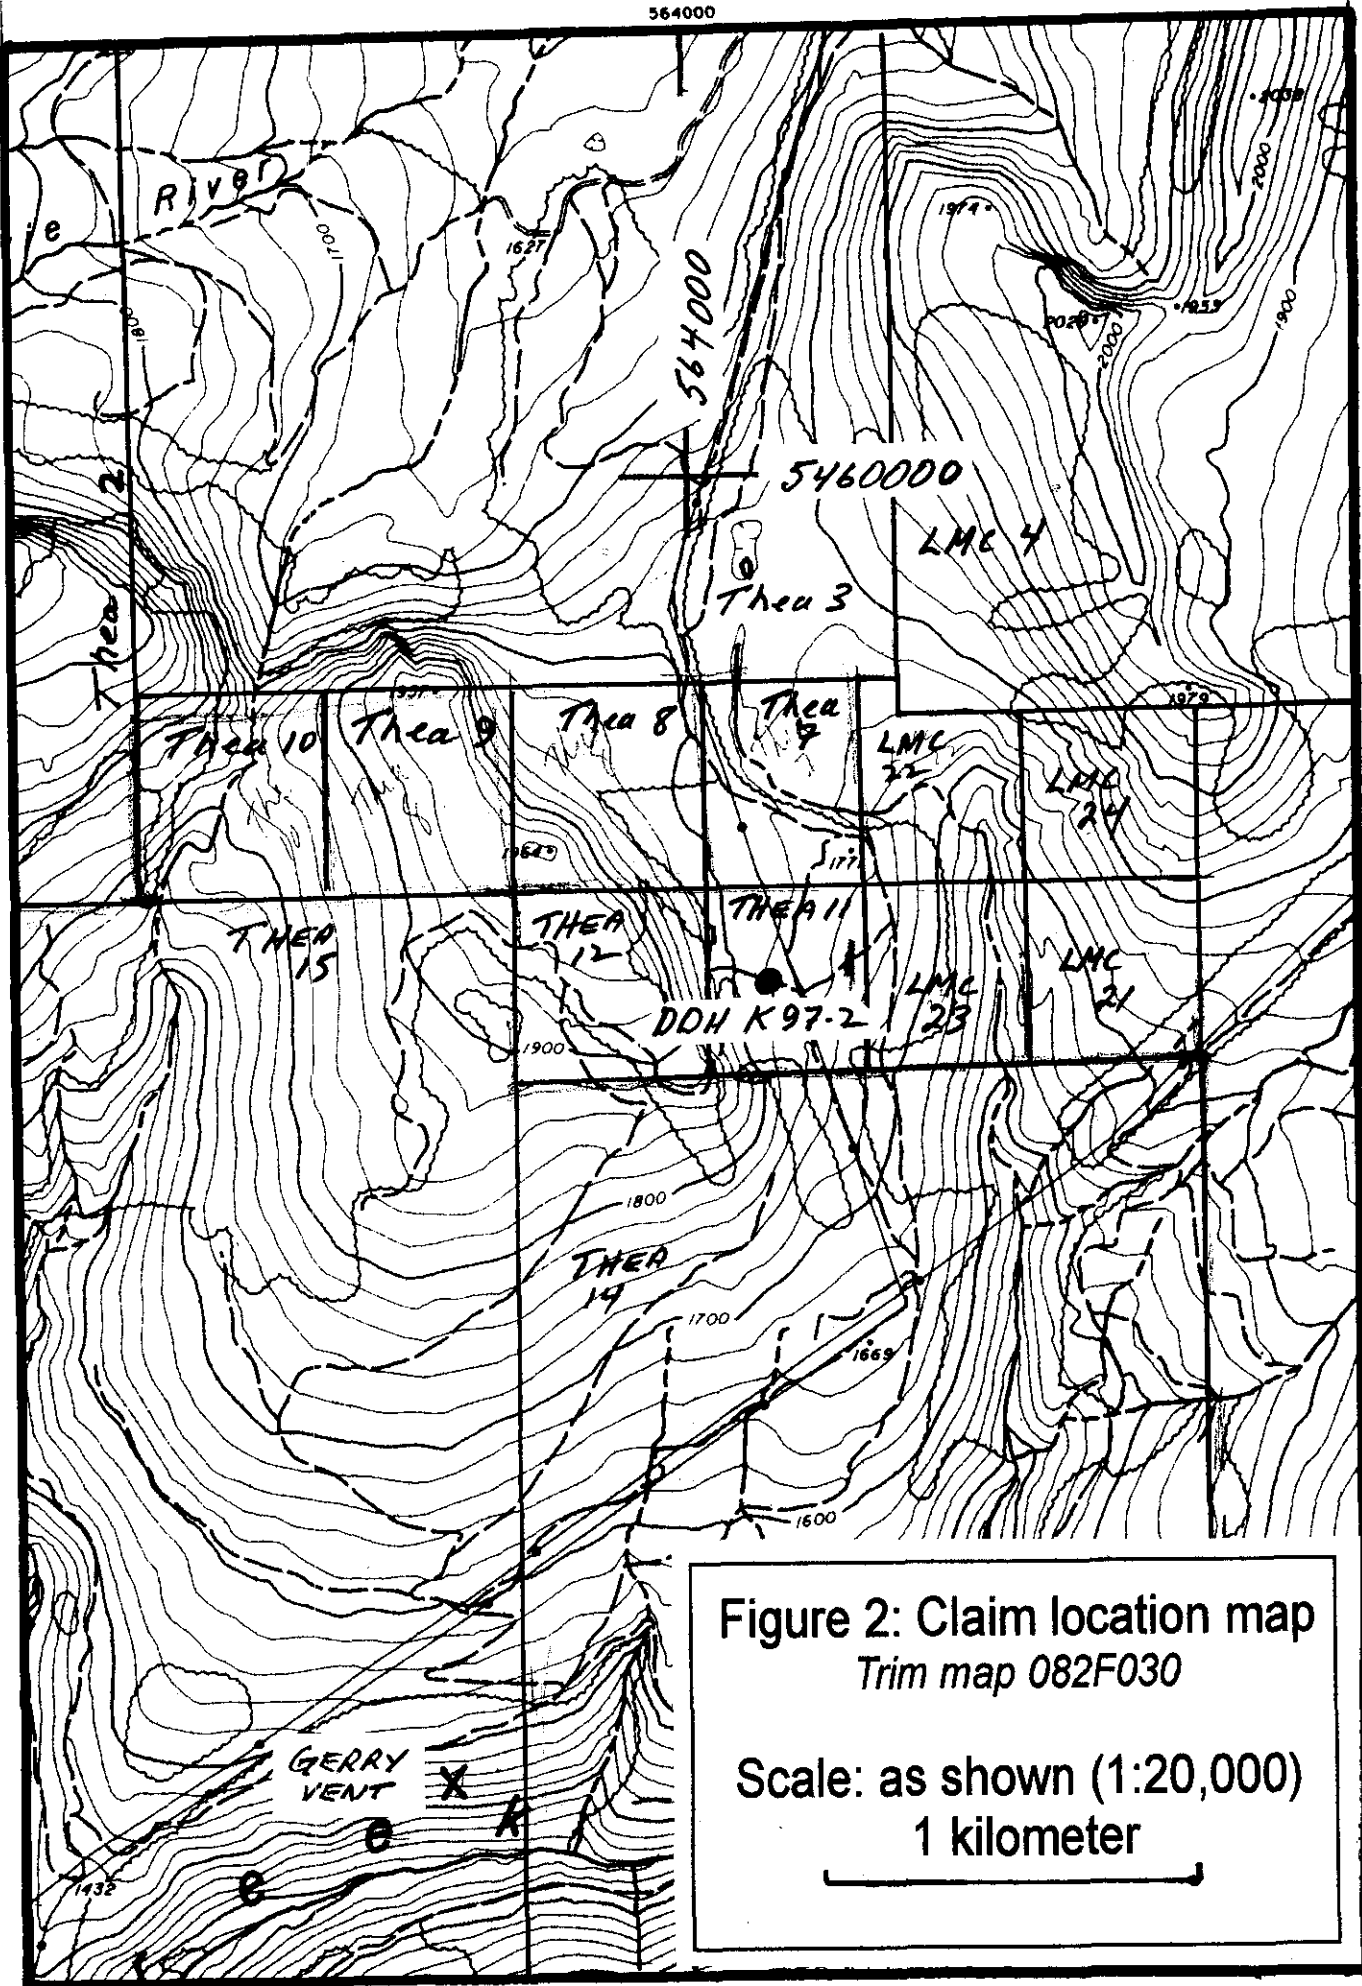 564000
2038
River
2000
1974
e
1700
1627
564000
1800
2028
1953
2000
1900
2
5460000
LMC 4
Thea 3
Thea
1979
Thea 10
Thea 9
Thea 8
Thea
7
LMC
22
LMC
24
1771
THEA
15
THEA
12
THEA 11
LMC
23
LMC
21
DDH K97-2
1900
1800
THEA
14
1700
1669
1600
Figure 2: Claim location map
Trim map 082F030
Scale: as shown (1:20,000)
1 kilometer
GERRY
VENT
X
k
e
e
1432